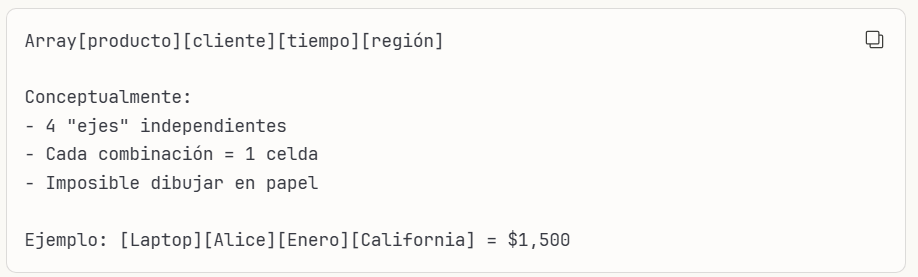 Array[producto][cliente][tiempo][región]
Conceptualmente:
- 4 "ejes" independientes
- Cada combinación = 1 celda
- Imposible dibujar en papel
Ejemplo: [Laptop][Alice][Enero][California] = $1,500